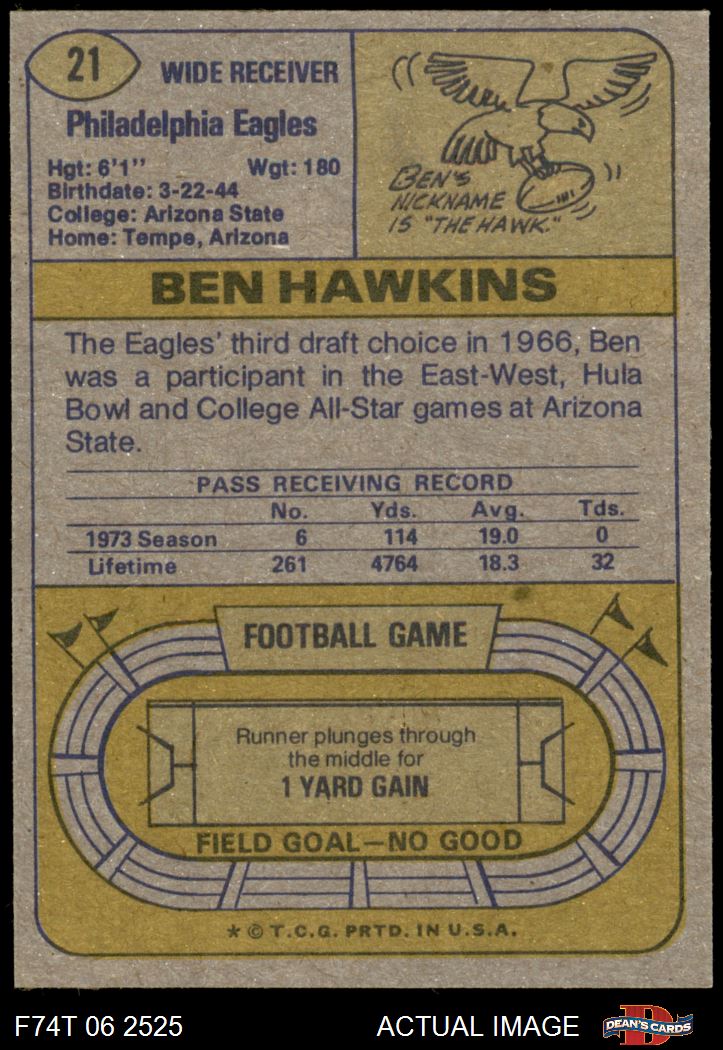 21
WIDE RECEIVER
Philadelphia Eagles
Hgt: 6'1" Wgt: 180
Birthdate: 3-22-44
College: Arizona State
Home: Tempe, Arizona
BEN'S
NICKNAME
IS "THE HAWK."
BEN HAWKINS
The Eagles' third draft choice in 1966, Ben
was a participant in the East-West, Hula
Bowl and College All-Star games at Arizona
State.
PASS RECEIVING RECORD
No. Yds. Avg. Tds.
1973 Season 6 114 19.0 0
Lifetime 261 4764 18.3 32
FOOTBALL GAME
Runner plunges through
the middle for
1 YARD GAIN
FIELD GOAL—NO GOOD
* © T.C.G. PRTD. IN U.S.A.
F74T 06 2525 ACTUAL IMAGE
D
DEAN'S CARDS